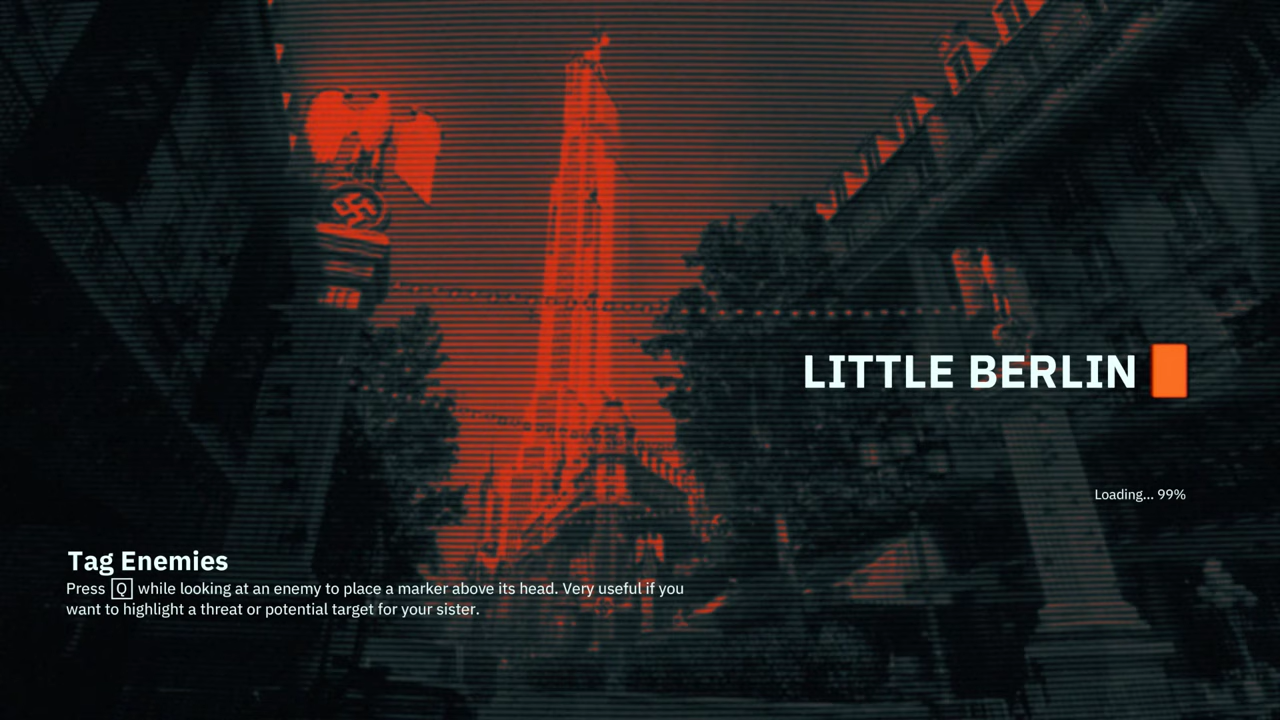 LITTLE BERLIN
Loading... 99%
Tag Enemies
Press Q while looking at an enemy to place a marker above its head. Very useful if you
want to highlight a threat or potential target for your sister.